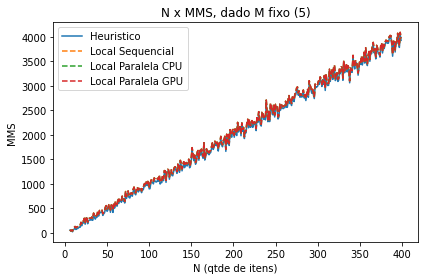 N x MMS, dado M fixo (5)
Heuristico
Local Sequencial
Local Paralela CPU
Local Paralela GPU
MMS
4000
3500
3000
2500
2000
1500
1000
500
0
0 50 100 150 200 250 300 350 400
N (qtde de itens)